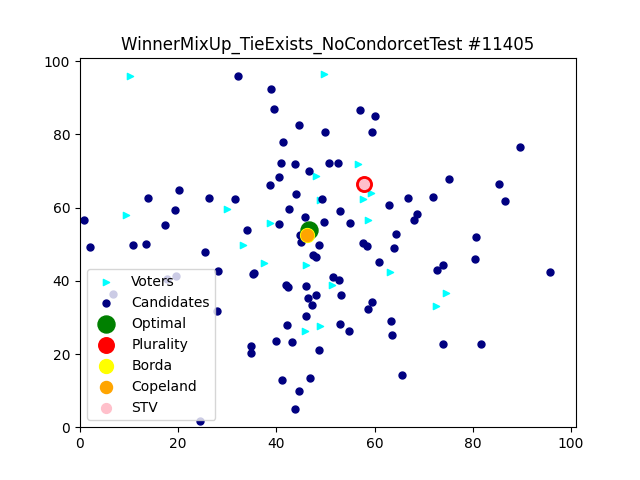 WinnerMixUp_TieExists_NoCondorcetTest #11405
100
80
60
40
20
0
Voters
Candidates
Optimal
Plurality
Borda
Copeland
STV
0 20 40 60 80 100